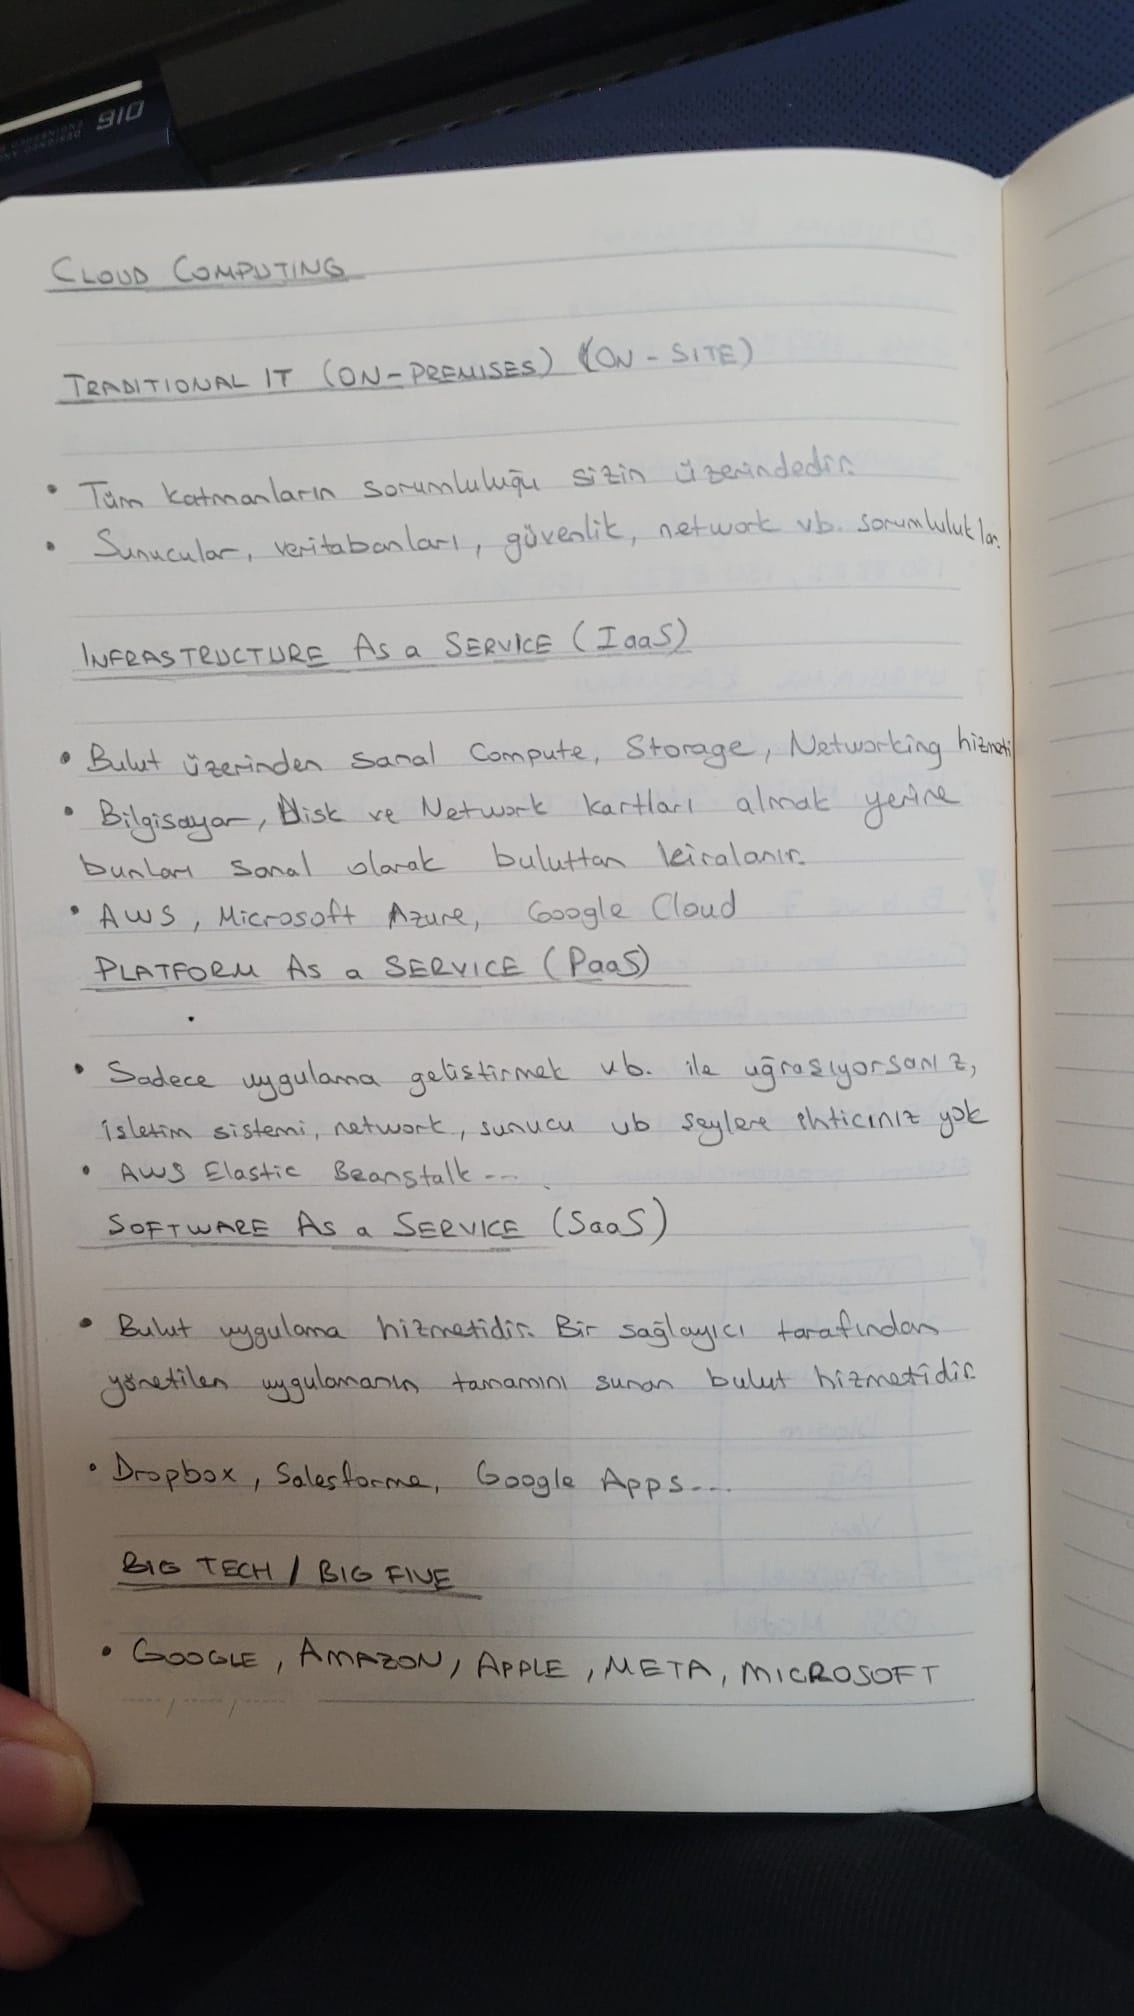 910
CLOUD COMPUTING
TRADITIONAL IT (ON-PREMISES) (ON-SITE)
• Tüm katmanların sorumluluğu sizin üzerindedir.
• Sunucular, veritabanları, güvenlik, network vb. sorumluluklar.
INFRASTRUCTURE As a SERVICE (IaaS)
• Bulut üzerinden sanal Compute, Storage, Networking hizmeti
• Bilgisayar, Disk ve Network kartları almak yerine
bunları sanal olarak buluttan kiralanır.
• AWS, Microsoft Azure, Google Cloud
PLATFORM As a SERVICE (PaaS)
• Sadece uygulama geliştirmek vb. ile uğraşıyorsanız,
işletim sistemi, network, sunucu vb şeylere ihticınız yok
• AWS Elastic Beanstalk ...
SOFTWARE As a SERVICE (SaaS)
• Bulut uygulama hizmetidir. Bir sağlayıcı tarafından
yönetilen uygulamanın tamamını sunan bulut hizmetidir.
• Dropbox, Salesforme, Google Apps...
BIG TECH / BIG FIVE
• GOOGLE, AMAZON, APPLE, META, MICROSOFT